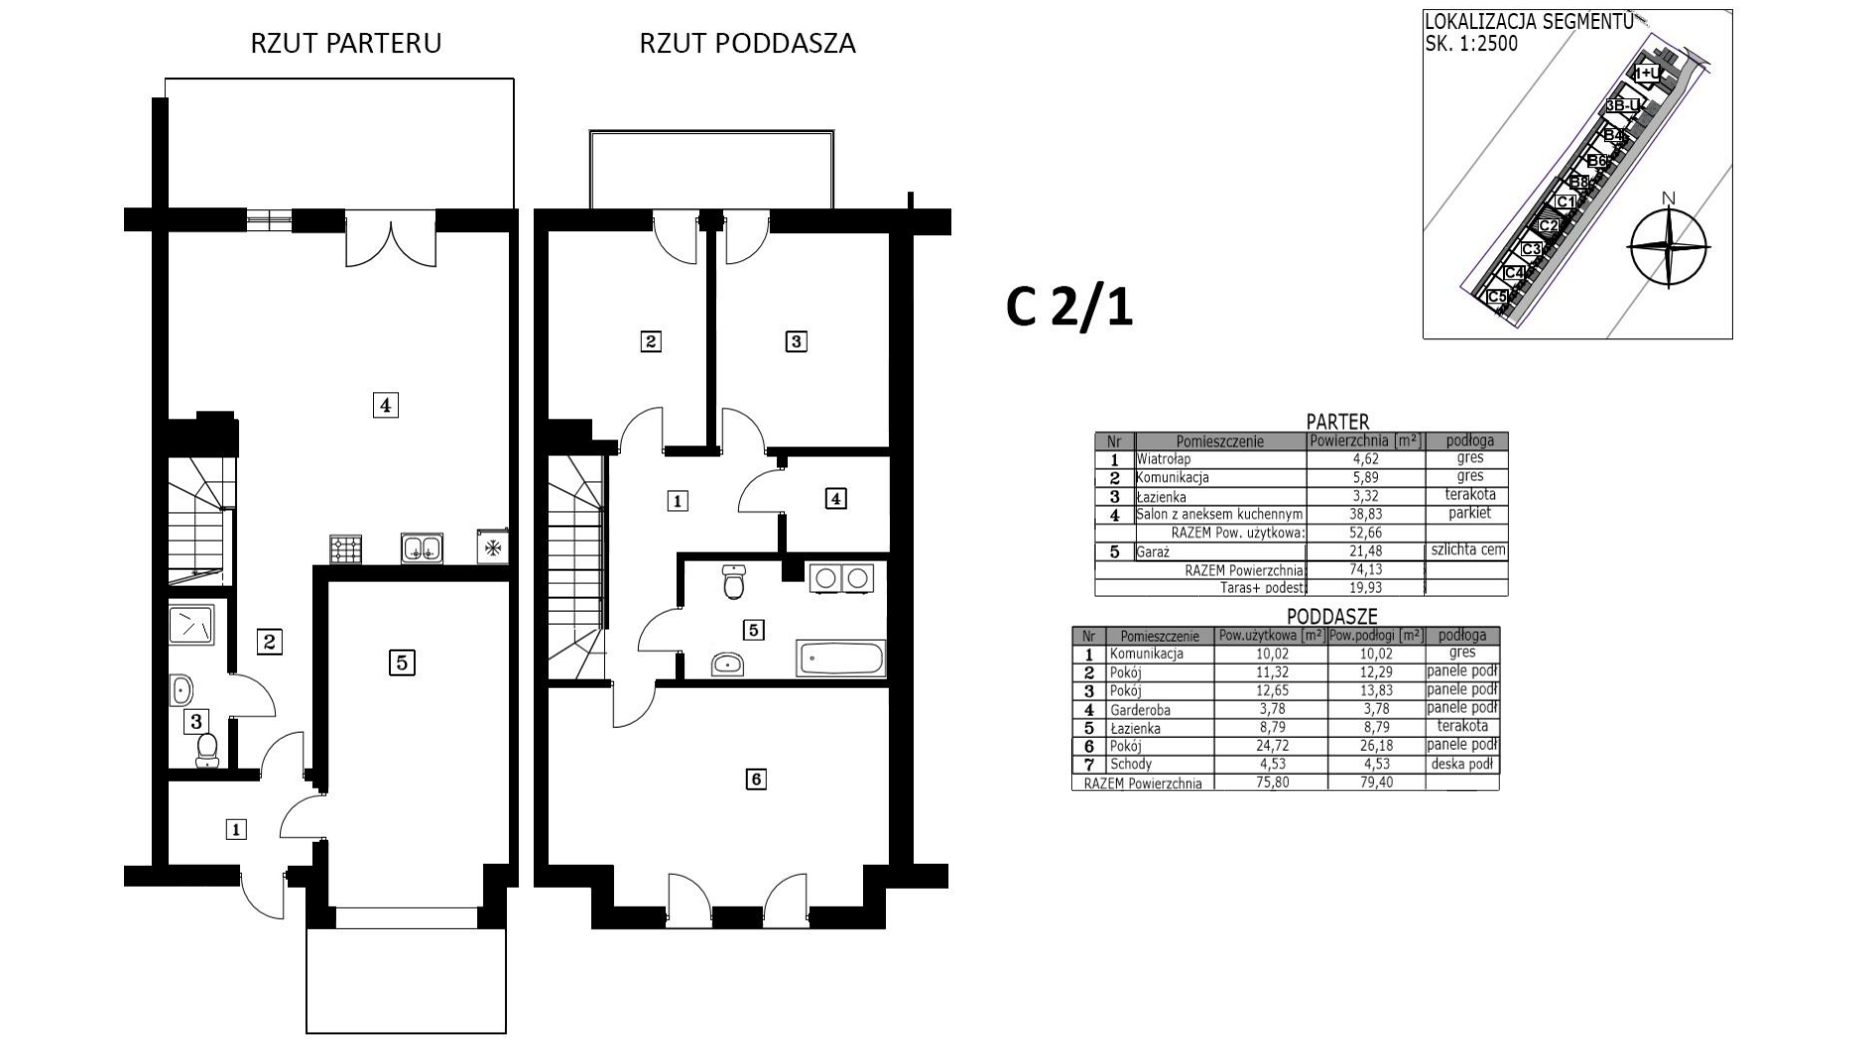 RZUT PARTERU
RZUT PODDASZA
LOKALIZACJA SEGMENTU
SK. 1:2500
1+U
3B-U
B4
B6
B8
C1
C2
C3
C4
C5
N
C 2/1
4
2
3
1
4
2
5
5
3
6
1
PARTER
Nr Pomieszczenie Powierzchnia [m²] podłoga
1 Wiatrołap 4,62 gres
2 Komunikacja 5,89 gres
3 Łazienka 3,32 terakota
4 Salon z aneksem kuchennym 38,83 parkiet
RAZEM Pow. użytkowa: 52,66
5 Garaż 21,48 szlichta cem
RAZEM Powierzchnia: 74,13
Taras+ podest: 19,93
PODDASZE
Nr Pomieszczenie Pow.użytkowa [m²] Pow.podłogi [m²] podłoga
1 Komunikacja 10,02 10,02 gres
2 Pokój 11,32 12,29 panele podł
3 Pokój 12,65 13,83 panele podł
4 Garderoba 3,78 3,78 panele podł
5 Łazienka 8,79 8,79 terakota
6 Pokój 24,72 26,18 panele podł
7 Schody 4,53 4,53 deska podł
RAZEM Powierzchnia 75,80 79,40